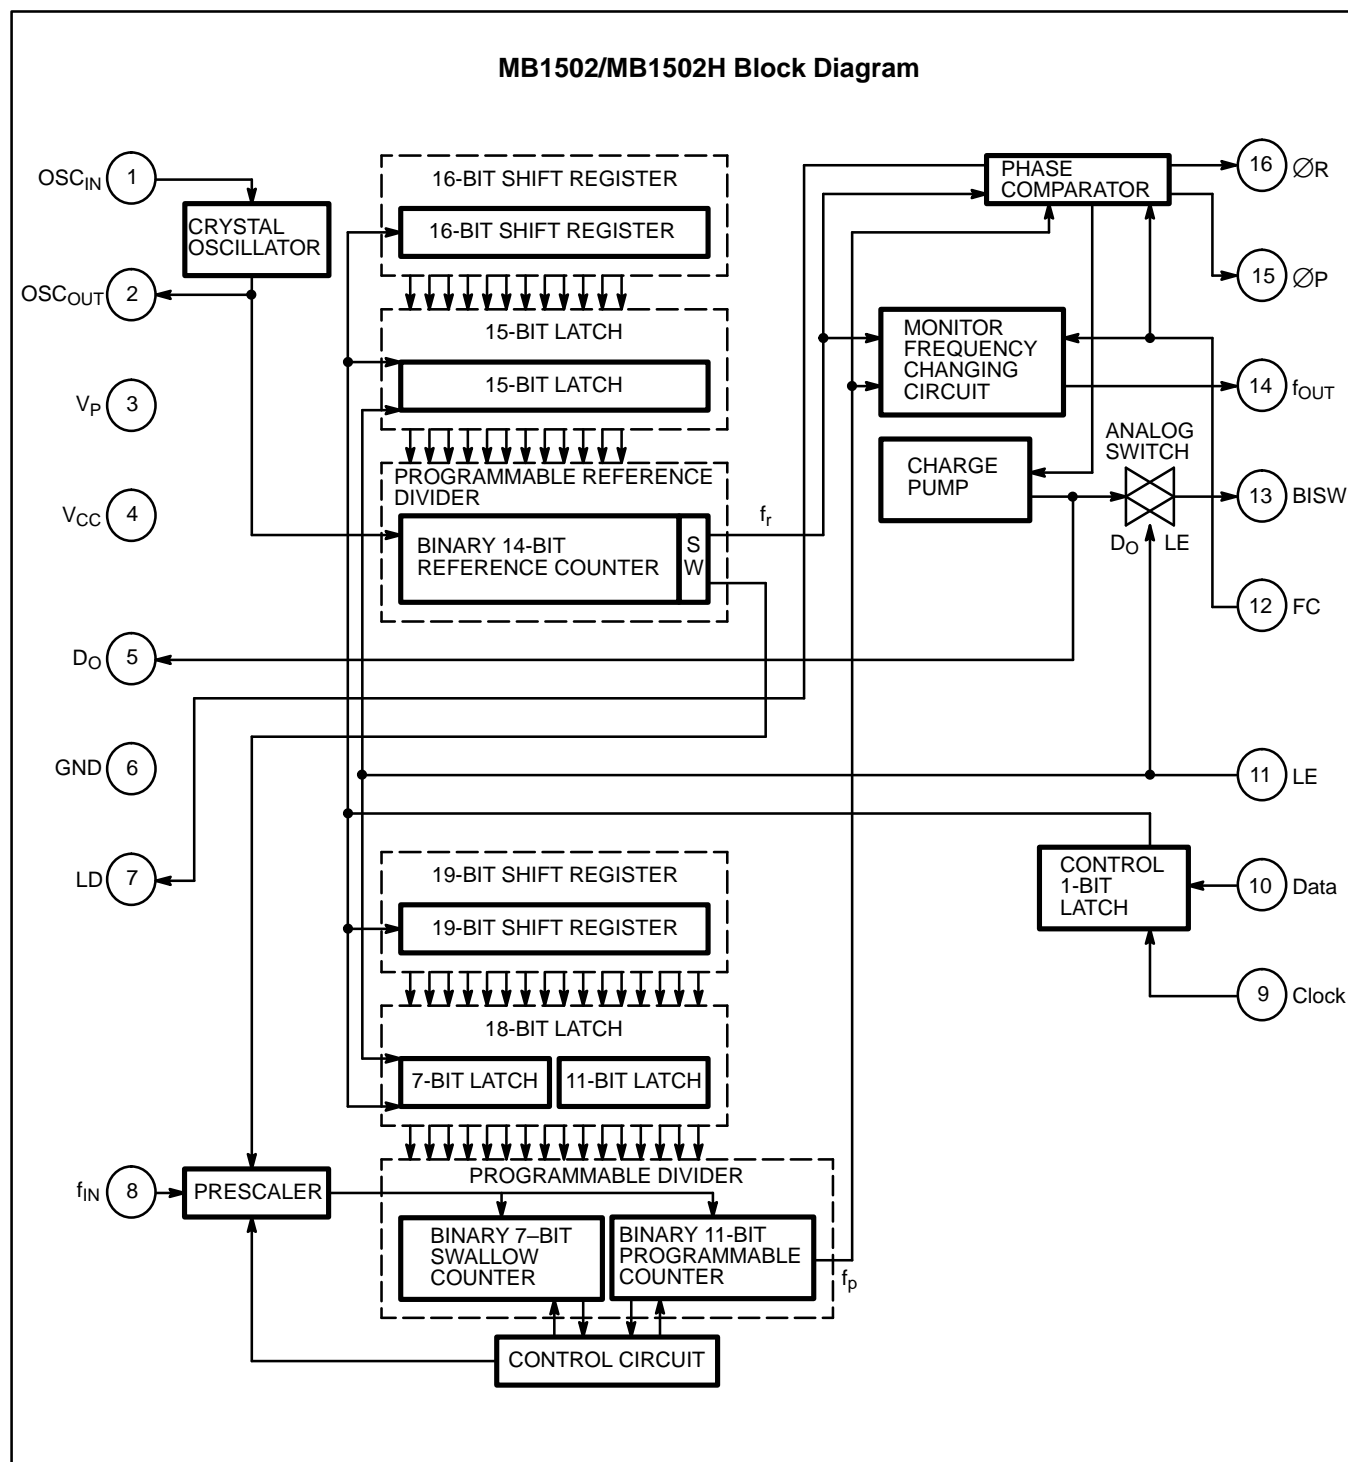 MB1502/MB1502H Block Diagram
OSCIN 1
CRYSTAL
OSCILLATOR
OSCOUT 2
VP 3
VCC 4
DO 5
GND 6
LD 7
fIN 8
PRESCALER
16-BIT SHIFT REGISTER
16-BIT SHIFT REGISTER
15-BIT LATCH
15-BIT LATCH
PROGRAMMABLE REFERENCE
DIVIDER
BINARY 14-BIT
REFERENCE COUNTER
S
W
fr
19-BIT SHIFT REGISTER
19-BIT SHIFT REGISTER
18-BIT LATCH
7-BIT LATCH
11-BIT LATCH
PROGRAMMABLE DIVIDER
BINARY 7–BIT
SWALLOW
COUNTER
BINARY 11-BIT
PROGRAMMABLE
COUNTER
fp
CONTROL CIRCUIT
PHASE
COMPARATOR
MONITOR
FREQUENCY
CHANGING
CIRCUIT
CHARGE
PUMP
ANALOG
SWITCH
DO LE
CONTROL
1-BIT
LATCH
16 ∅R
15 ∅P
14 fOUT
13 BISW
12 FC
11 LE
10 Data
9 Clock